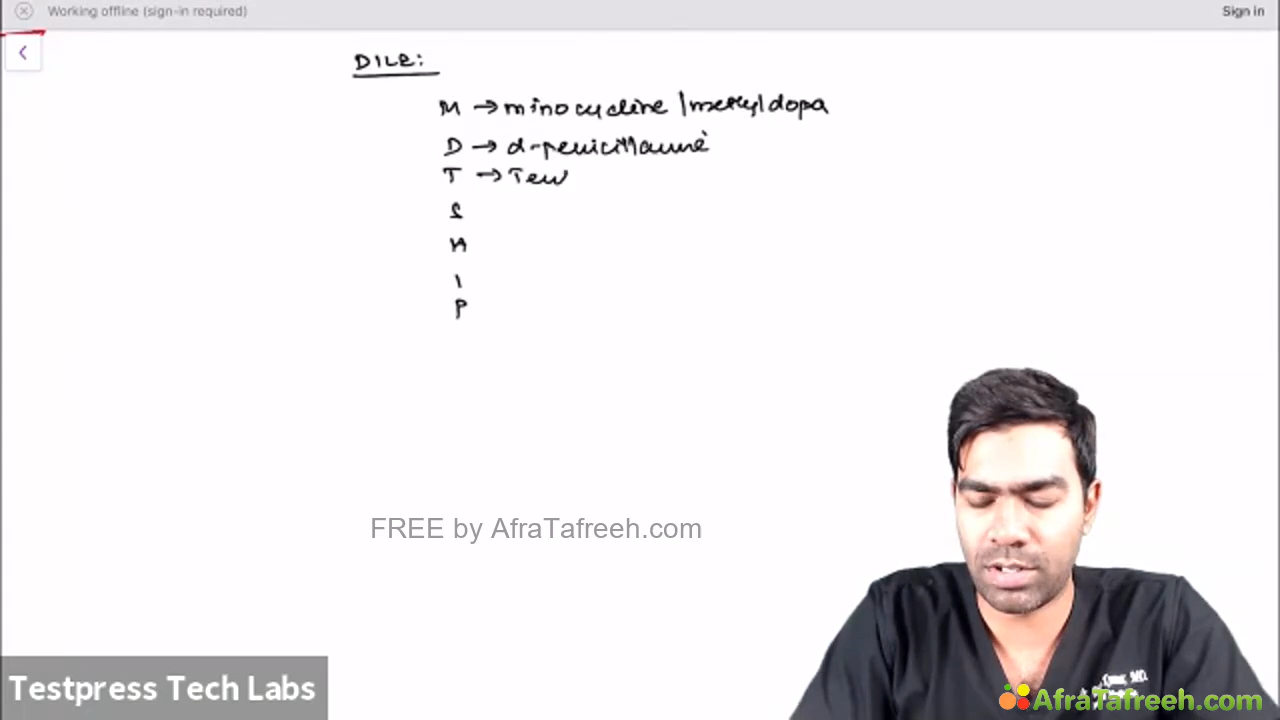 Working offline (sign-in required)
Sign in
DILE:
M → minocycline / methyldopa
D → d-penicillamine
T →
S
H
I
P
FREE by AfraTafreeh.com
Testpress Tech Labs
MD.
AfraTafreeh.com